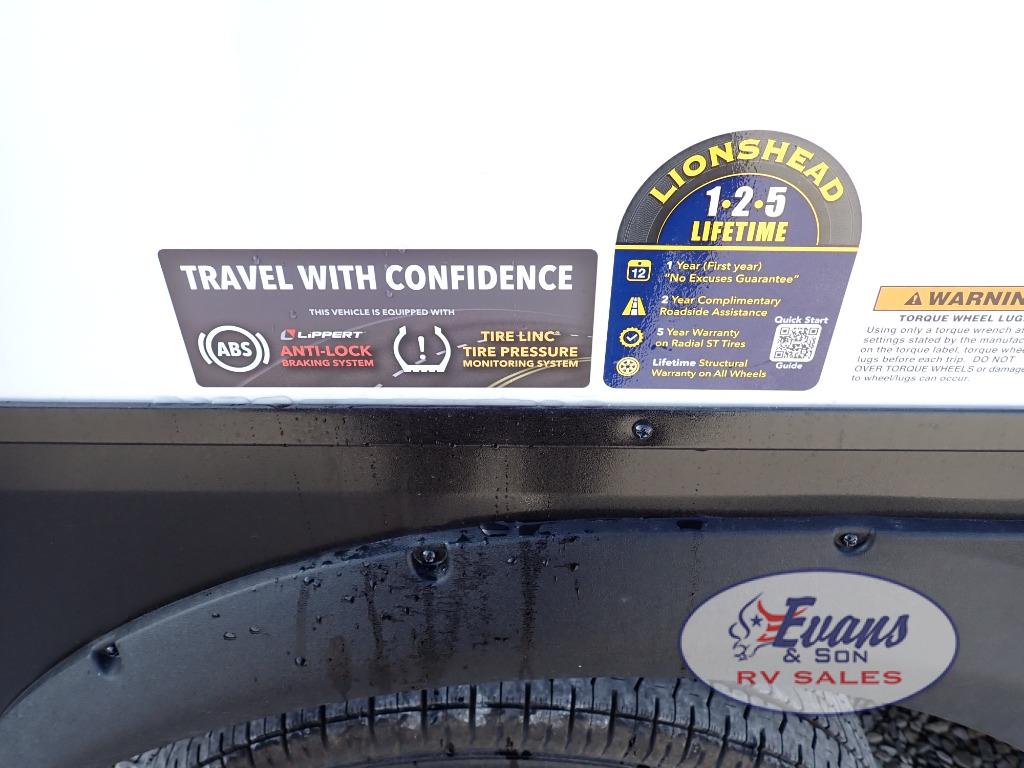 TRAVEL WITH CONFIDENCE
THIS VEHICLE IS EQUIPPED WITH
ABS
LIPPERT
ANTI-LOCK
BRAKING SYSTEM
!
TIRE LINC
TIRE PRESSURE
MONITORING SYSTEM
LIONSHEAD
1•2•5
LIFETIME
12
1 Year (First year)
"No Excuses Guarantee"
2 Year Complimentary
Roadside Assistance
5 Year Warranty
on Radial ST Tires
Lifetime Structural
Warranty on All Wheels
Quick Start
Guide
WARNIN
TORQUE WHEEL LUG
Using only a torque wrench at
settings stated by the manufac
on the torque label, torque whe
lugs before each trip. DO NOT
OVER TORQUE WHEELS or damage
to wheel/lugs can occur.
Evans
& SON
RV SALES